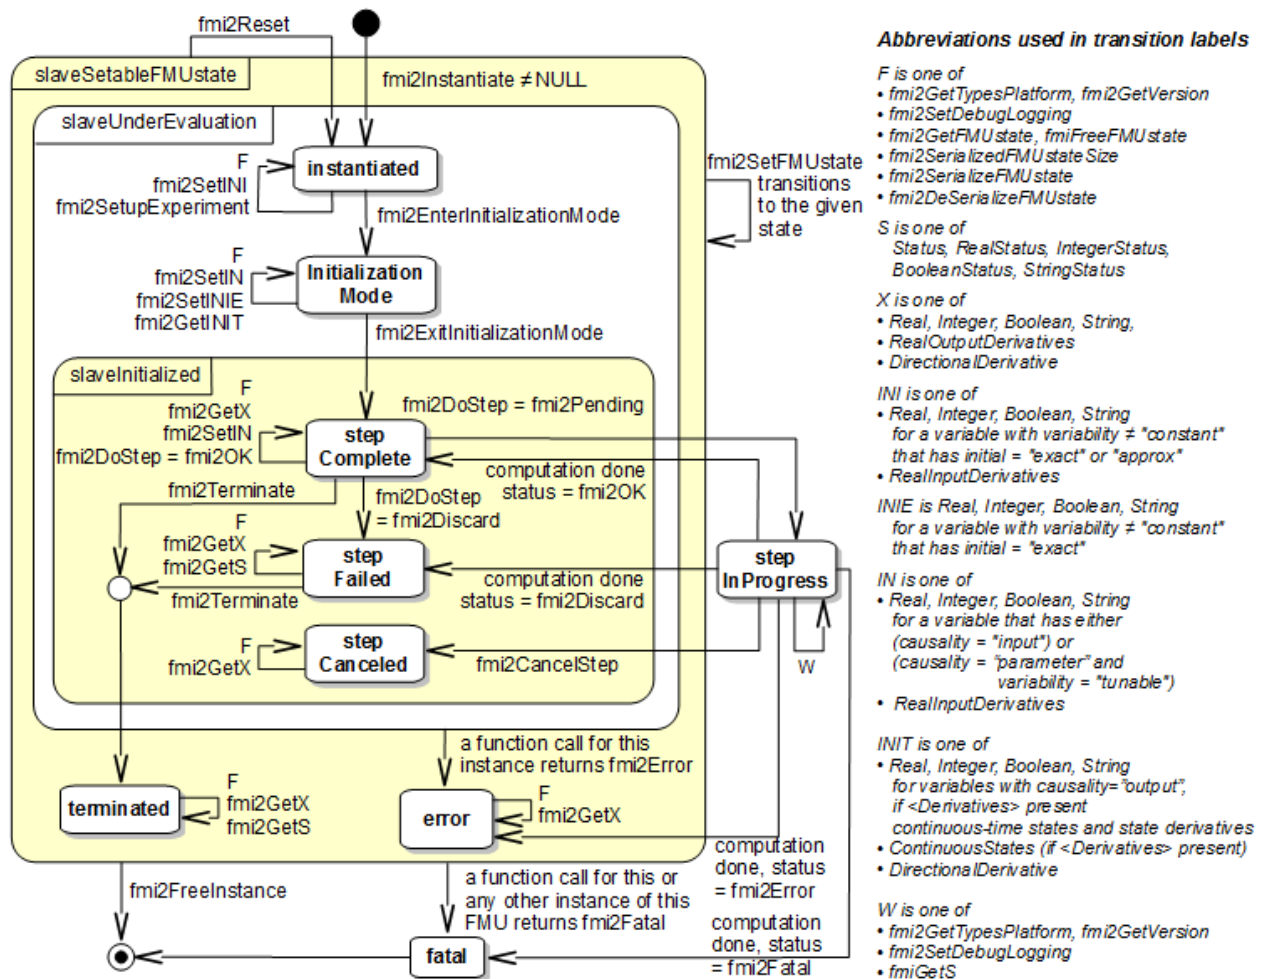 fmi2Reset
slaveSetableFMUstate
fmi2Instantiate ≠ NULL
slaveUnderEvaluation
instantiated
F
fmi2SetINI
fmi2SetupExperiment
fmi2EnterInitializationMode
fmi2SetFMUstate
transitions
to the given
state
F
fmi2SetIN
fmi2SetINIE
fmi2GetINIT
Initialization
Mode
fmi2ExitInitializationMode
slaveInitialized
F
fmi2GetX
fmi2SetIN
fmi2DoStep = fmi2OK
step
Complete
fmi2DoStep = fmi2Pending
computation done
status = fmi2OK
fmi2Terminate
fmi2DoStep
= fmi2Discard
F
fmi2GetX
fmi2GetS
step
Failed
fmi2Terminate
computation done
status = fmi2Discard
step
InProgress
W
F
fmi2GetX
step
Canceled
fmi2CancelStep
a function call for this
instance returns fmi2Error
terminated
F
fmi2GetX
fmi2GetS
error
F
fmi2GetX
computation
done, status
= fmi2Error
fmi2FreeInstance
a function call for this or
any other instance of this
FMU returns fmi2Fatal
computation
done, status
= fmi2Fatal
fatal
Abbreviations used in transition labels
F is one of
• fmi2GetTypesPlatform, fmi2GetVersion
• fmi2SetDebugLogging
• fmi2GetFMUstate, fmiFreeFMUstate
• fmi2SerializedFMUstateSize
• fmi2SerializeFMUstate
• fmi2DeSerializeFMUstate
S is one of
Status, RealStatus, IntegerStatus,
BooleanStatus, StringStatus
X is one of
• Real, Integer, Boolean, String,
• RealOutputDerivatives
• DirectionalDerivative
INI is one of
• Real, Integer, Boolean, String
for a variable with variability ≠ "constant"
that has initial = "exact" or "approx"
• RealInputDerivatives
INIE is Real, Integer, Boolean, String
for a variable with variability ≠ "constant"
that has initial = "exact"
IN is one of
• Real, Integer, Boolean, String
for a variable that has either
(causality = "input") or
(causality = "parameter" and
variability = "tunable")
• RealInputDerivatives
INIT is one of
• Real, Integer, Boolean, String
for variables with causality="output",
if <Derivatives> present
continuous-time states and state derivatives
• ContinuousStates (if <Derivatives> present)
• DirectionalDerivative
W is one of
• fmi2GetTypesPlatform, fmi2GetVersion
• fmi2SetDebugLogging
• fmiGetS